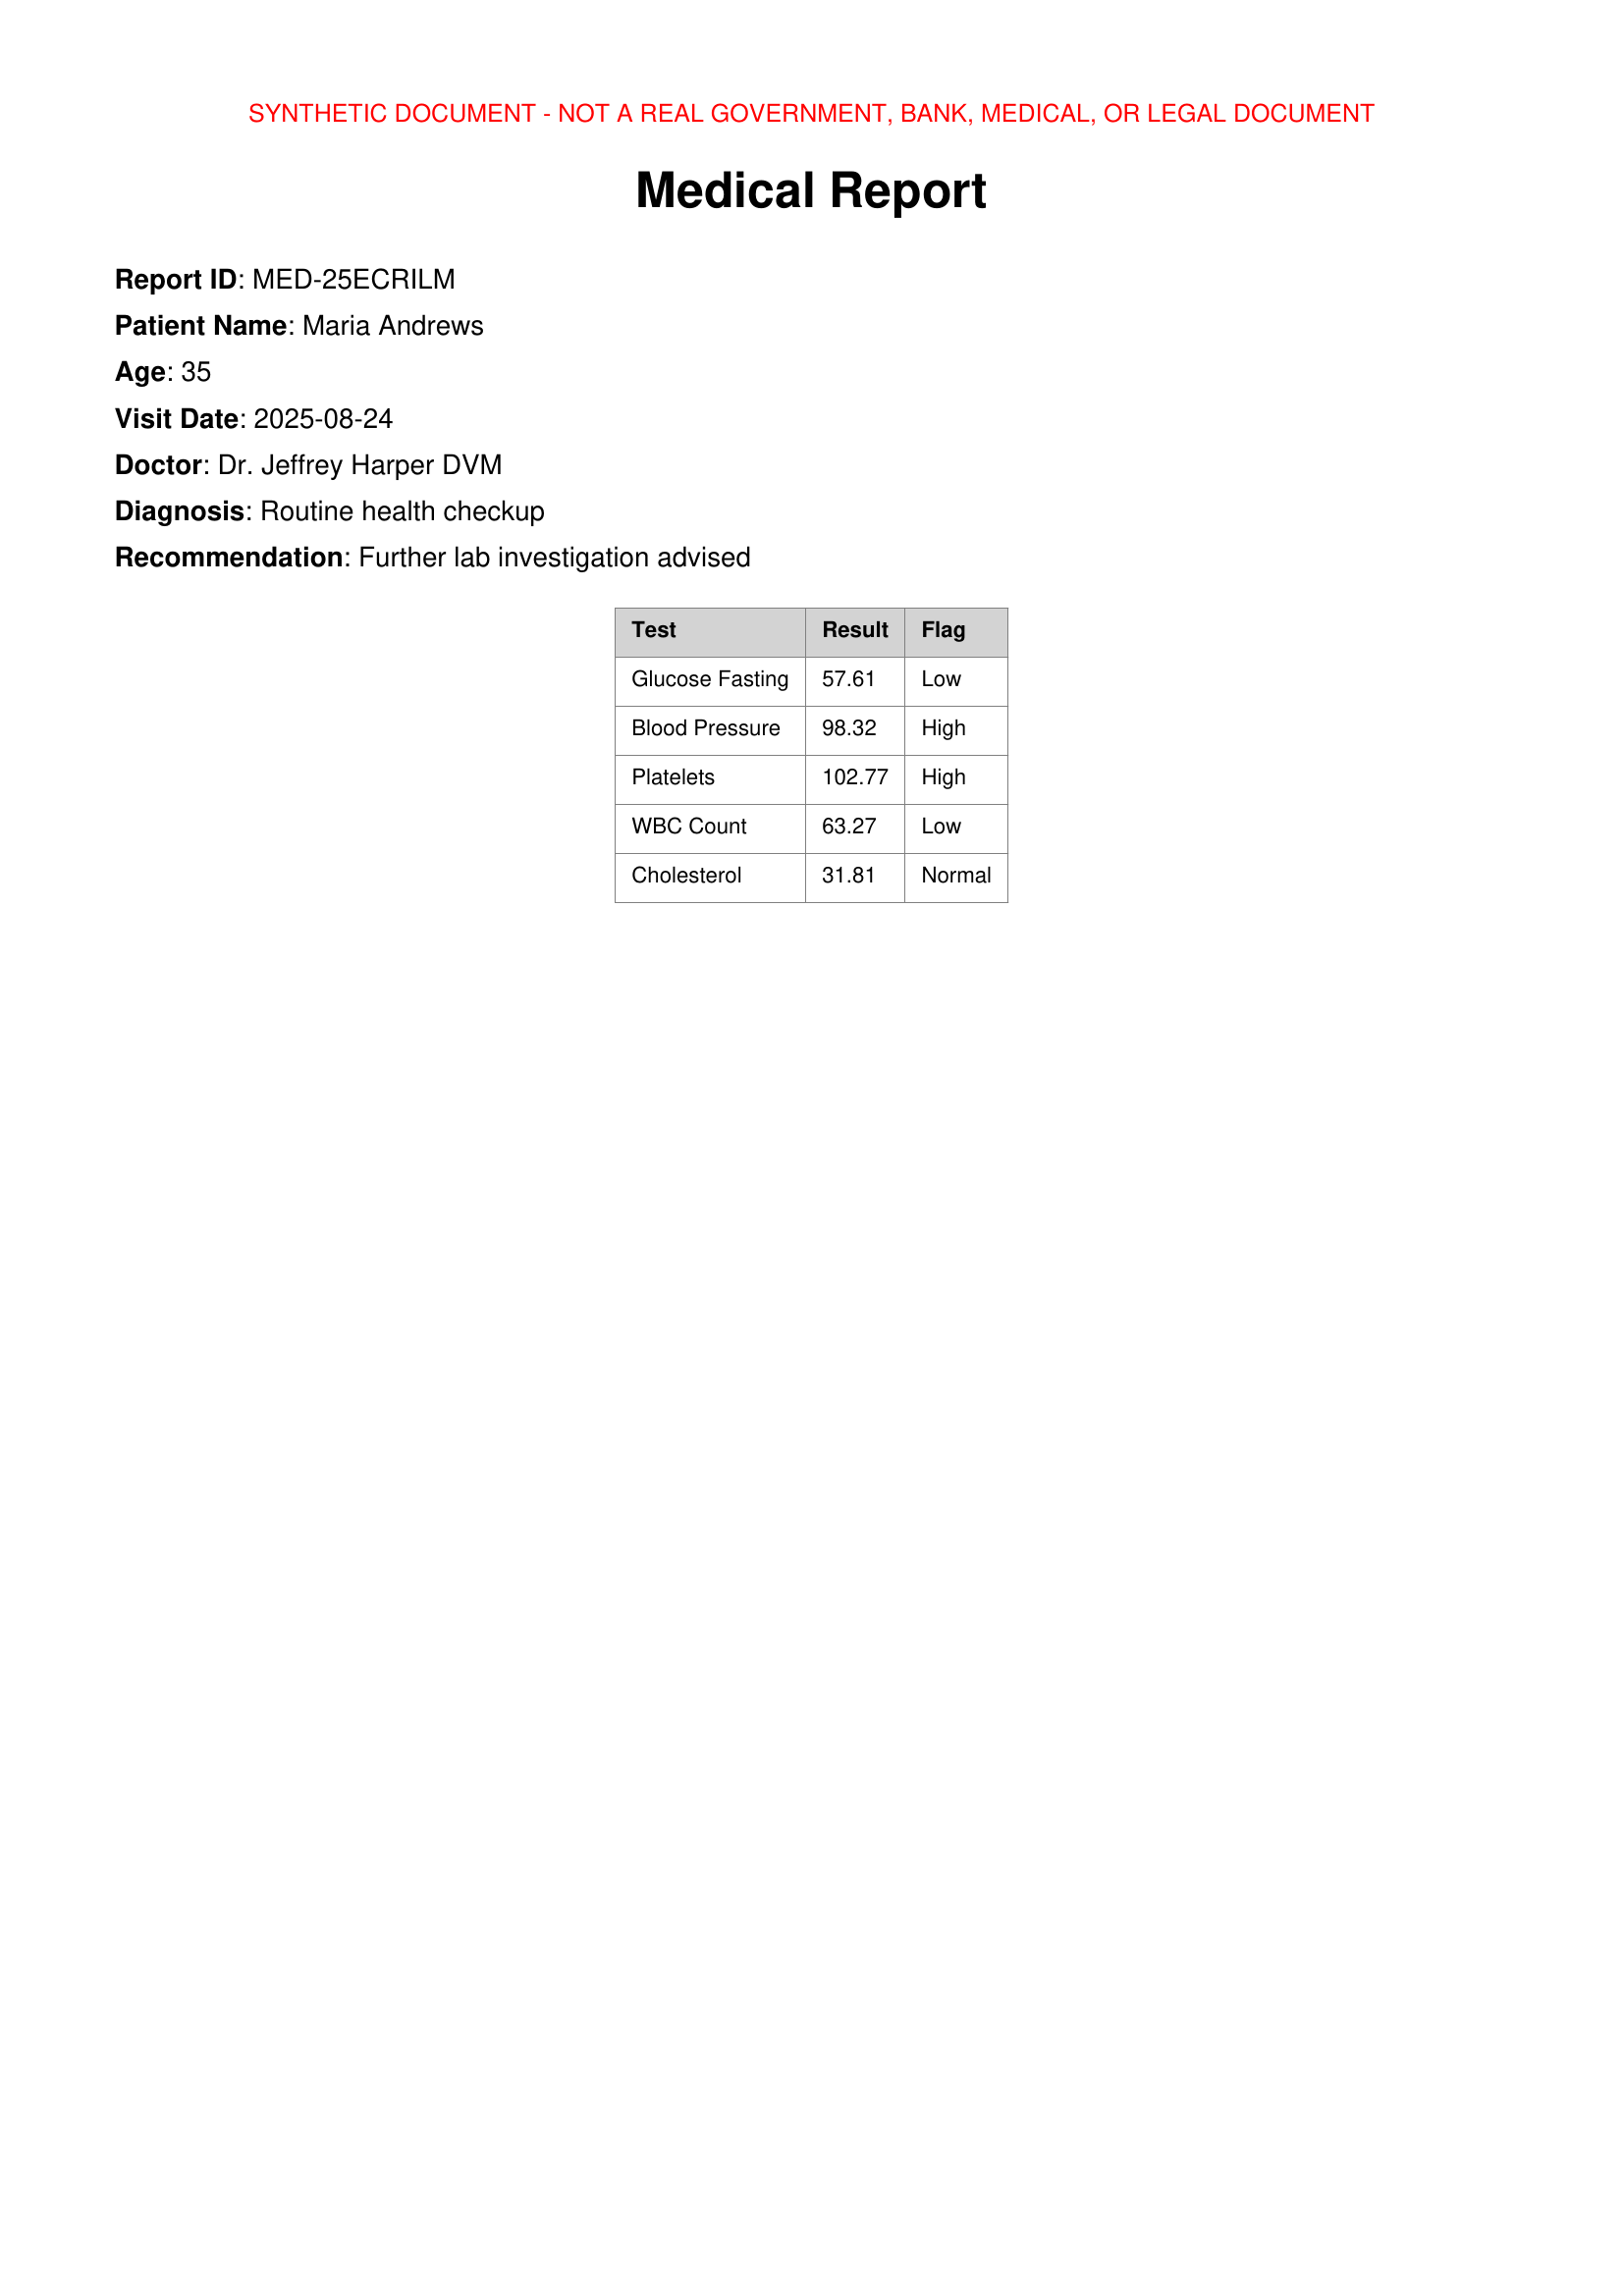 SYNTHETIC DOCUMENT - NOT A REAL GOVERNMENT, BANK, MEDICAL, OR LEGAL DOCUMENT
Medical Report
Report ID: MED-25ECRILM
Patient Name: Maria Andrews
Age: 35
Visit Date: 2025-08-24
Doctor: Dr. Jeffrey Harper DVM
Diagnosis: Routine health checkup
Recommendation: Further lab investigation advised
Test Result Flag
Glucose Fasting 57.61 Low
Blood Pressure 98.32 High
Platelets 102.77 High
WBC Count 63.27 Low
Cholesterol 31.81 Normal